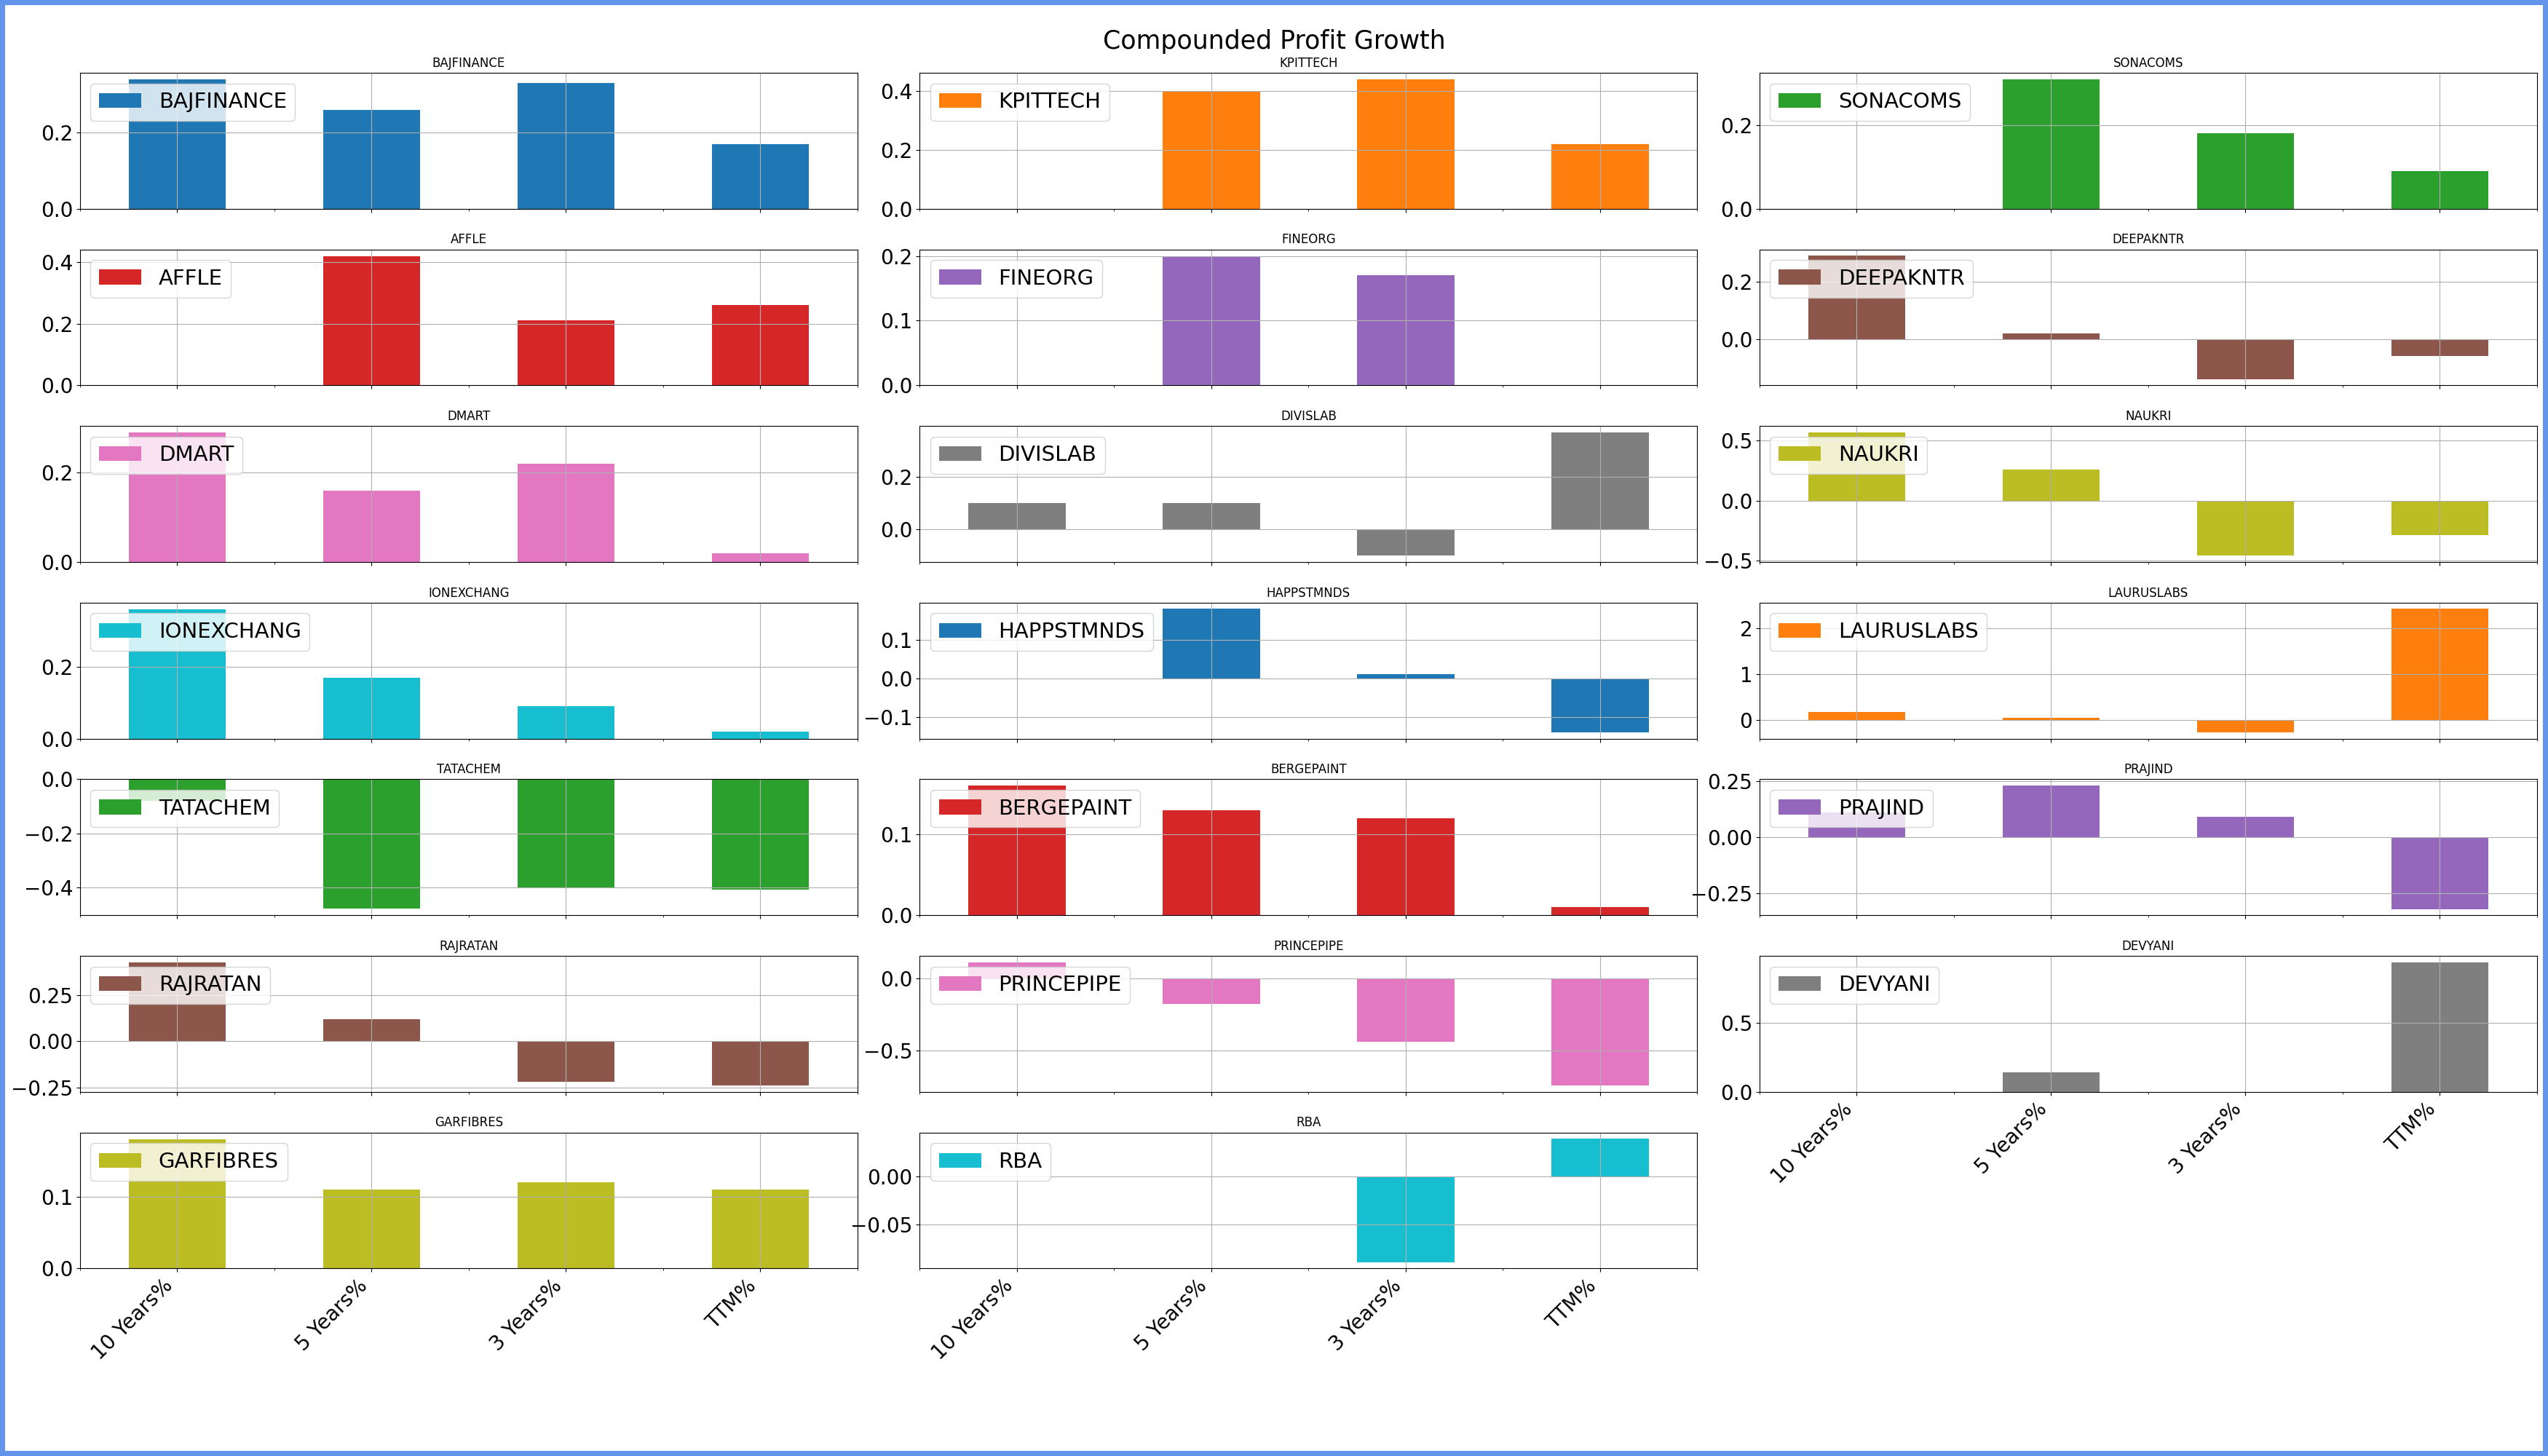 Compounded Profit Growth
BAJFINANCE
BAJFINANCE
0.2
0.0
KPITTECH
KPITTECH
0.4
0.2
0.0
SONACOMS
SONACOMS
0.2
0.0
AFFLE
AFFLE
0.4
0.2
0.0
FINEORG
FINEORG
0.2
0.1
0.0
DEEPAKNTR
DEEPAKNTR
0.2
0.0
DMART
DMART
0.2
0.0
DIVISLAB
DIVISLAB
0.2
0.0
NAUKRI
NAUKRI
0.5
0.0
−0.5
IONEXCHANG
IONEXCHANG
0.2
0.0
HAPPSTMNDS
HAPPSTMNDS
0.1
0.0
−0.1
LAURUSLABS
LAURUSLABS
2
1
0
TATACHEM
0.0
TATACHEM
−0.2
−0.4
BERGEPAINT
BERGEPAINT
0.1
0.0
PRAJIND
0.25
PRAJIND
0.00
−0.25
RAJRATAN
RAJRATAN
0.25
0.00
−0.25
PRINCEPIPE
0.0
PRINCEPIPE
−0.5
DEVYANI
DEVYANI
0.5
0.0
10 Years%
5 Years%
3 Years%
TTM%
GARFIBRES
GARFIBRES
0.1
0.0
10 Years%
5 Years%
3 Years%
TTM%
RBA
RBA
0.00
−0.05
10 Years%
5 Years%
3 Years%
TTM%